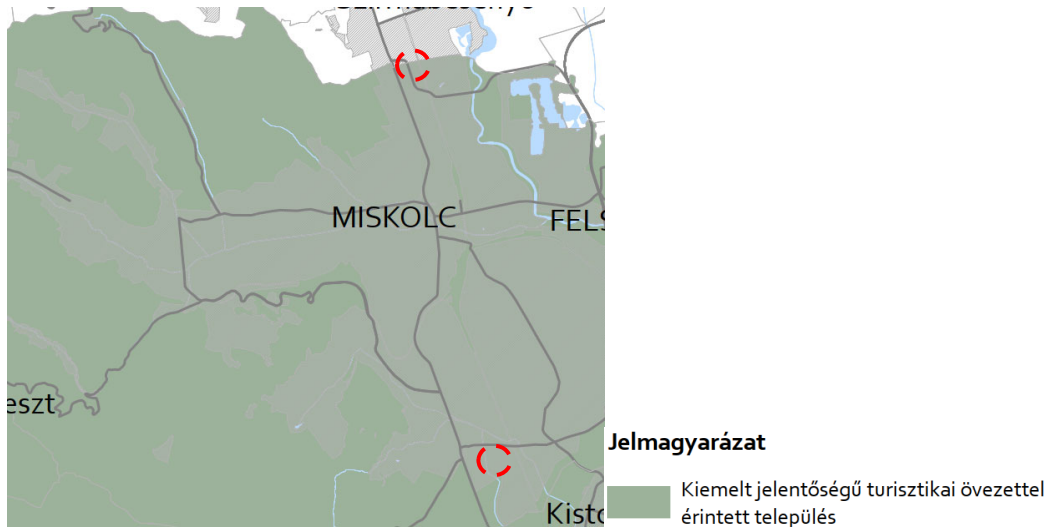 MISKOLC
FELS
eszt
Kisto
Jelmagyarázat
Kiemelt jelentőségű turisztikai övezettel
érintett település